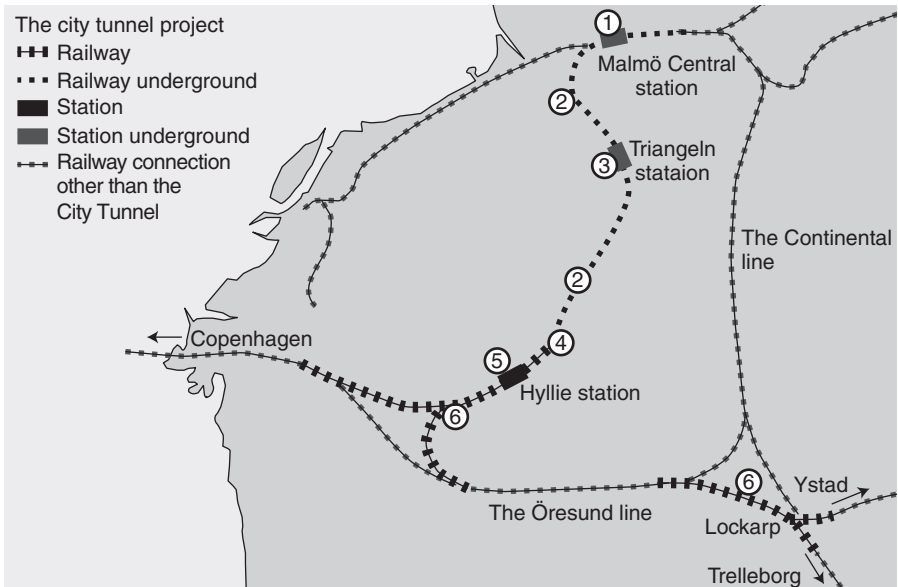 The city tunnel project
Railway
Railway underground
Station
Station underground
Railway connection
other than the
City Tunnel
1
Malmö Central
station
2
3
Triangeln
stataion
The Continental
line
2
Copenhagen
4
5
Hyllie station
6
6
Ystad
The Öresund line
Lockarp
Trelleborg